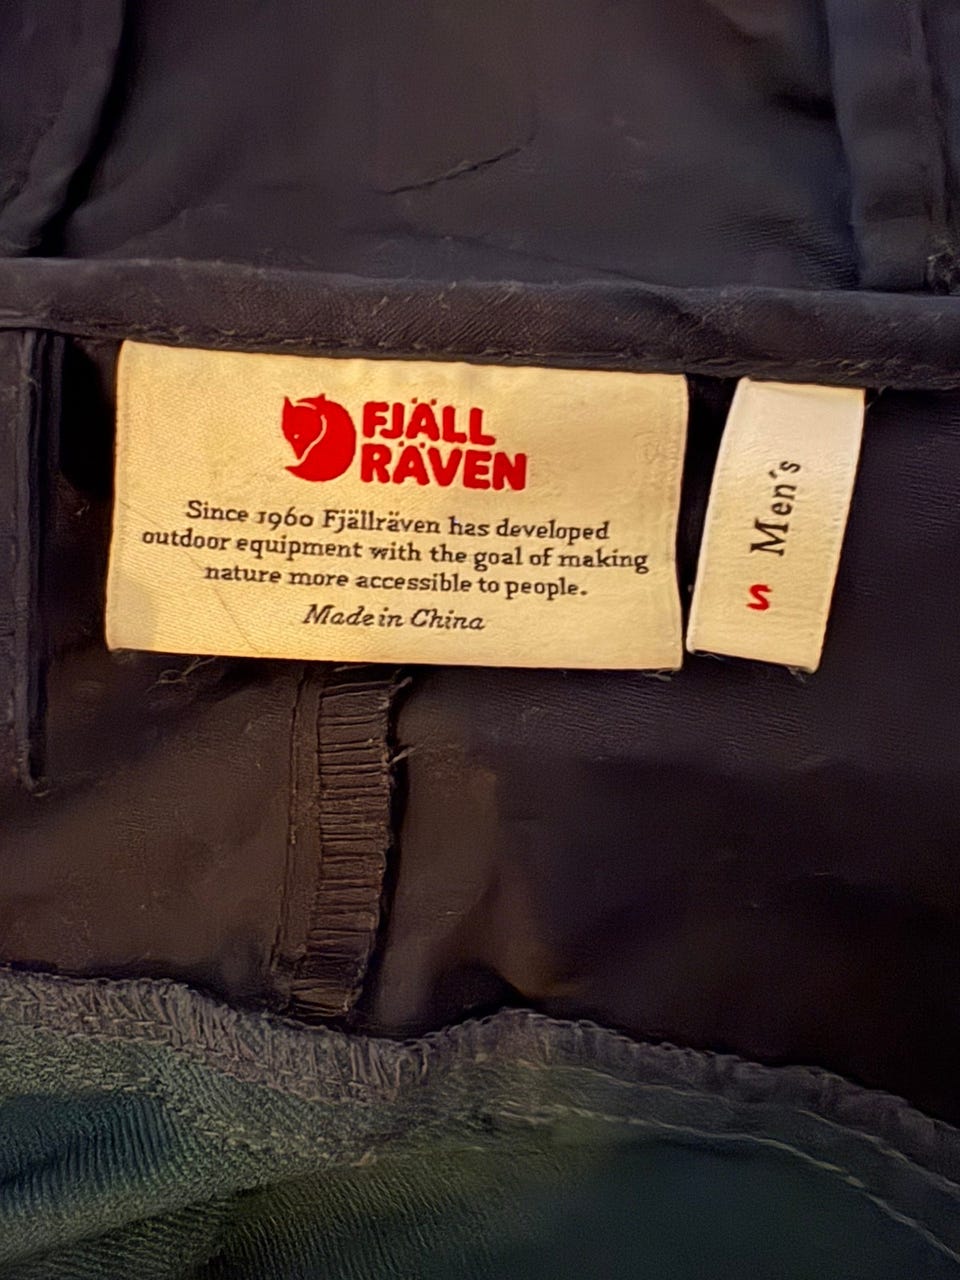 FJÄLL
RÄVEN
Since 1960 Fjällräven has developed
outdoor equipment with the goal of making
nature more accessible to people.
Made in China
Men's
S